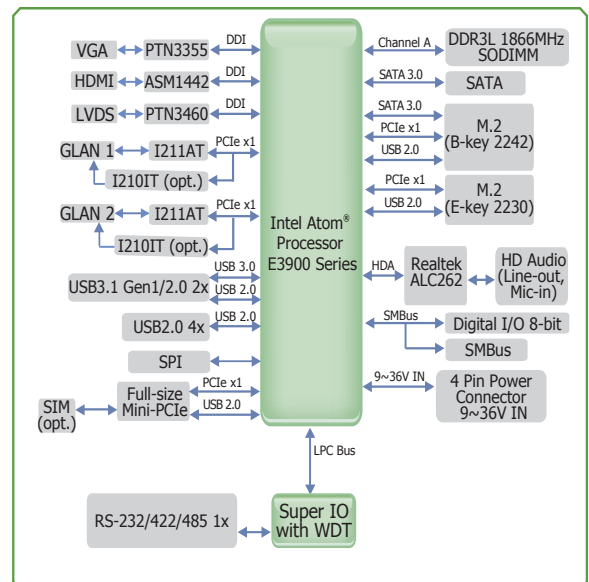 VGA
PTN3355
DDI
HDMI
ASM1442
DDI
LVDS
PTN3460
DDI
GLAN 1
I211AT
PCIe x1
I210IT (opt.)
GLAN 2
I211AT
PCIe x1
I210IT (opt.)
USB3.1 Gen1/2.0 2x
USB 3.0
USB 2.0
USB2.0 4x
USB 2.0
SPI
SIM
(opt.)
Full-size
Mini-PCIe
PCIe x1
USB 2.0
Intel Atom®
Processor
E3900 Series
Channel A
DDR3L 1866MHz
SODIMM
SATA 3.0
SATA
SATA 3.0
PCIe x1
USB 2.0
M.2
(B-key 2242)
PCIe x1
USB 2.0
M.2
(E-key 2230)
HDA
Realtek
ALC262
HD Audio
(Line-out,
Mic-in)
SMBus
Digital I/O 8-bit
SMBus
9~36V IN
4 Pin Power
Connector
9~36V IN
LPC Bus
RS-232/422/485 1x
Super IO
with WDT